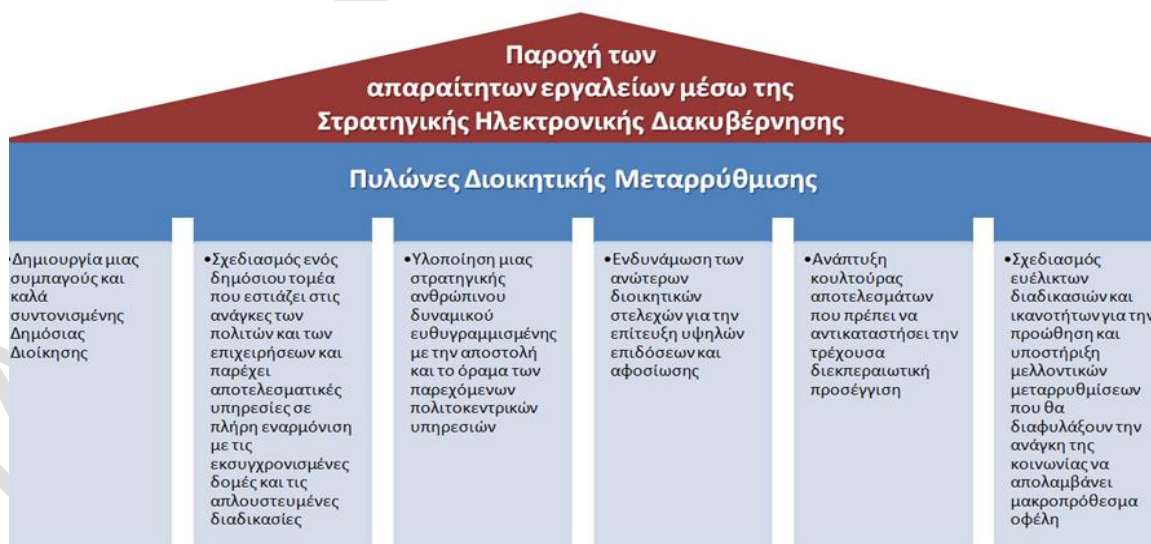 Παροχή των
απαραίτητων εργαλείων μέσω της
Στρατηγικής Ηλεκτρονικής Διακυβέρνησης
Πυλώνες Διοικητικής Μεταρρύθμισης
•Δημιουργία μιας
συμπαγούς και
καλά
συντονισμένης
Δημόσιας
Διοίκησης
•Σχεδιασμός ενός
δημόσιου τομέα
που εστιάζει στις
ανάγκες των
πολιτών και των
επιχειρήσεων και
παρέχει
αποτελεσματικές
υπηρεσίες σε
πλήρη εναρμόνιση
με τις
εκσυγχρονισμένες
δομές και τις
απλουστευμένες
διαδικασίες
•Υλοποίηση μιας
στρατηγικής
ανθρώπινου
δυναμικού
ευθυγραμμισμένης
με την αποστολή
και το όραμα των
παρεχόμενων
πολιτοκεντρικών
υπηρεσιών
•Ενδυνάμωση των
ανώτερων
διοικητικών
στελεχών για την
επίτευξη υψηλών
επιδόσεων και
αφοσίωσης
•Ανάπτυξη
κουλτούρας
αποτελεσμάτων
που πρέπει να
αντικαταστήσει την
τρέχουσα
διεκπεραιωτική
προσέγγιση
•Σχεδιασμός
ευέλικτων
διαδικασιών και
ικανοτήτων για την
προώθηση και
υποστήριξη
μελλοντικών
μεταρρυθμίσεων
που θα
διαφυλάξουν την
ανάγκη της
κοινωνίας να
απολαμβάνει
μακροπρόθεσμα
οφέλη